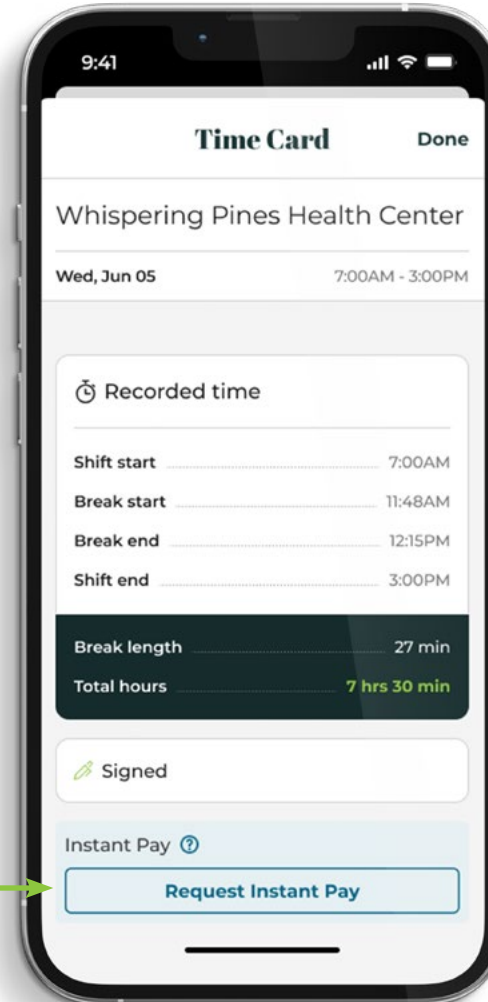 9:41
Time Card Done
Whispering Pines Health Center
Wed, Jun 05 7:00AM - 3:00PM
Recorded time
Shift start 7:00AM
Break start 11:48AM
Break end 12:15PM
Shift end 3:00PM
Break length 27 min
Total hours 7 hrs 30 min
Signed
Instant Pay ?
Request Instant Pay